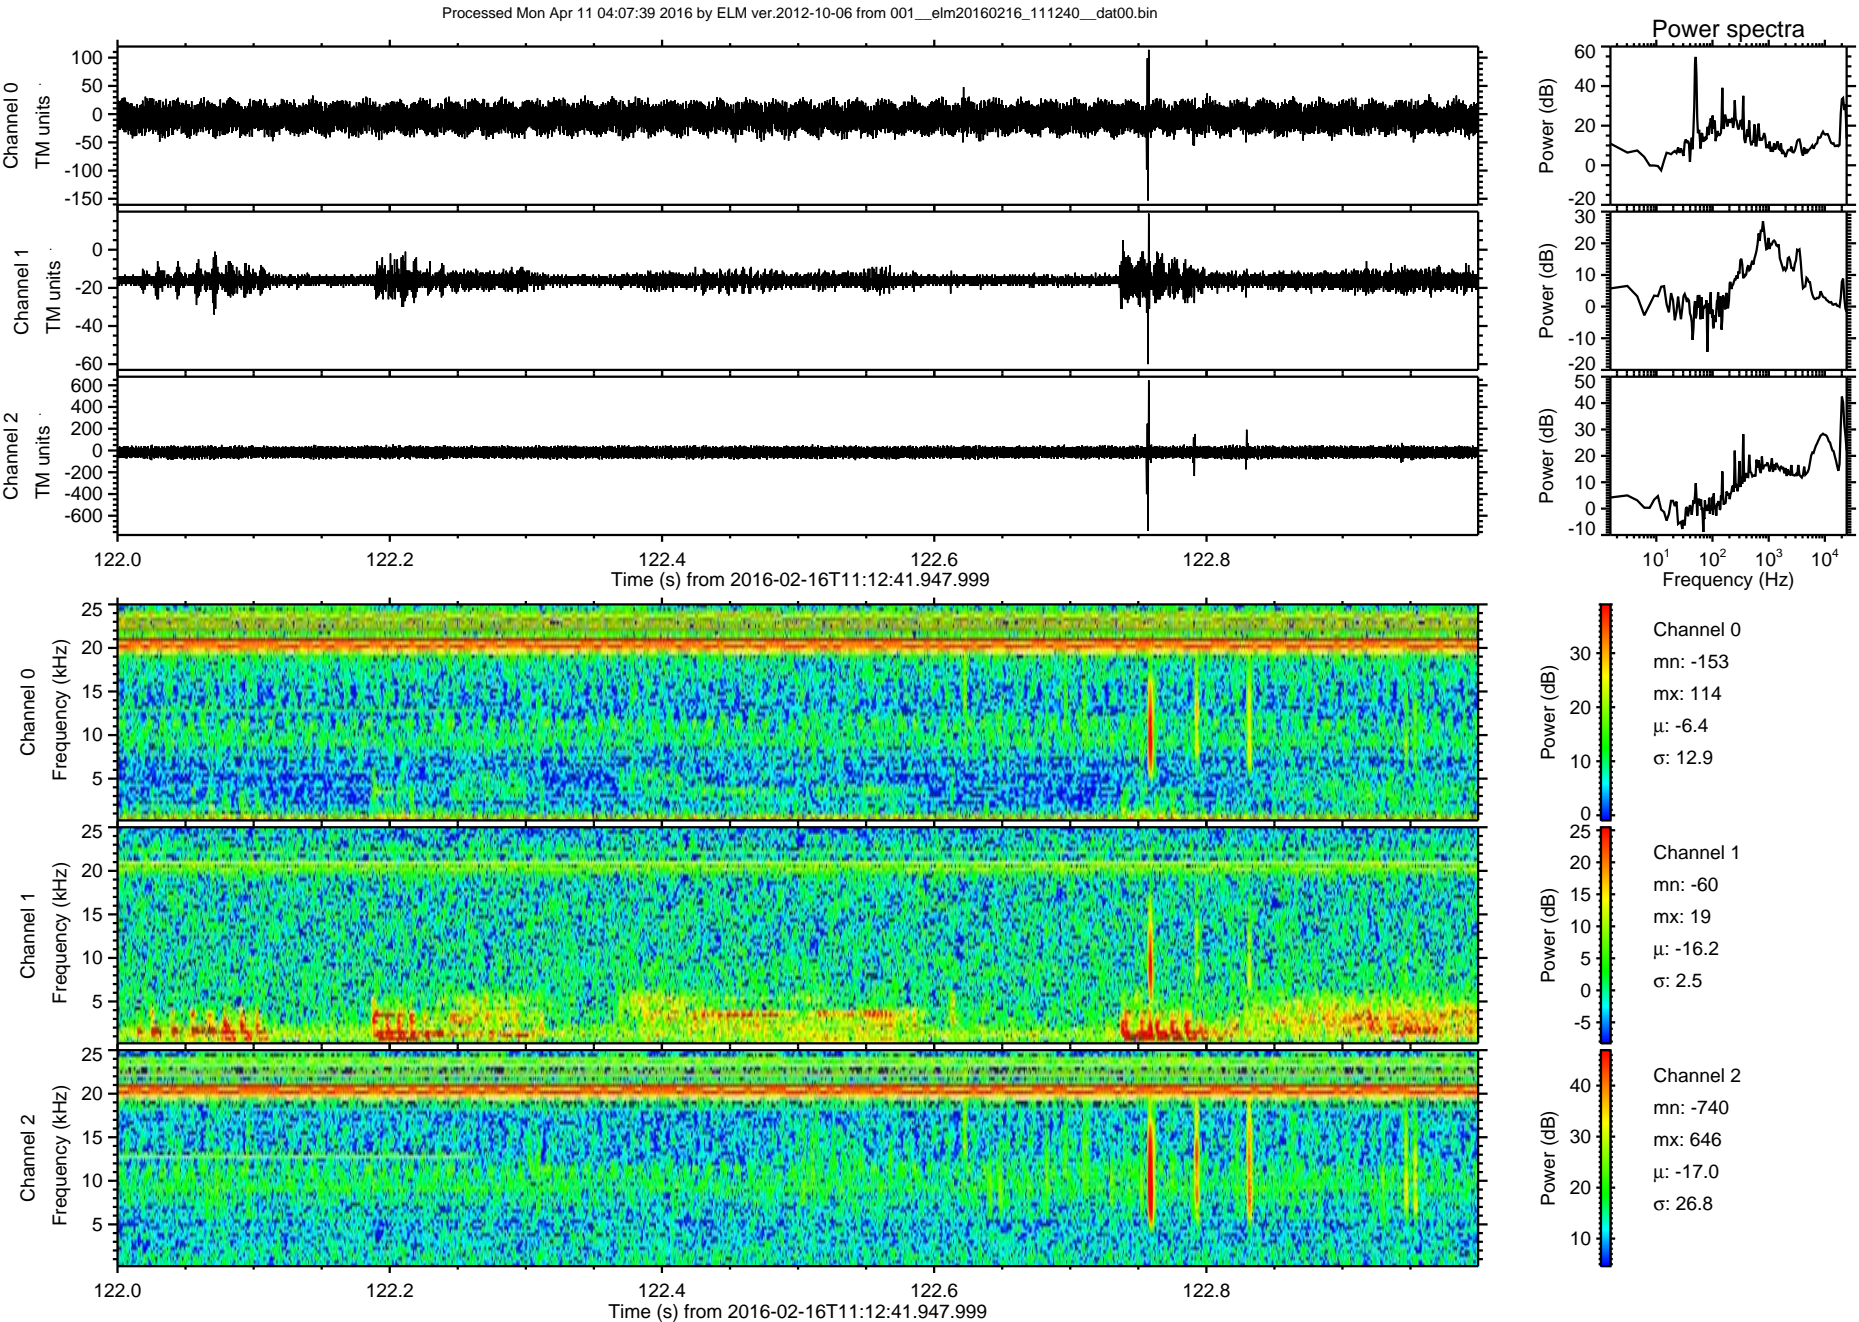 Processed Mon Apr 11 04:07:39 2016 by ELM ver.2012-10-06 from 001__elm20160216_111240__dat00.bin
Power spectra
Channel 0
TM units
100
50
0
-50
-100
-150
Power (dB)
60
40
20
0
-20
Channel 1
TM units
0
-20
-40
-60
Power (dB)
30
20
10
0
-10
-20
Channel 2
TM units
600
400
200
0
-200
-400
-600
Power (dB)
50
40
30
20
10
0
-10
122.0 122.2 122.4 122.6 122.8
Time (s) from 2016-02-16T11:12:41.947.999
10¹ 10² 10³ 10⁴
Frequency (Hz)
Channel 0
Frequency (kHz)
25
20
15
10
5
Power (dB)
30
20
10
0
Channel 0
mn: -153
mx: 114
μ: -6.4
σ: 12.9
Channel 1
Frequency (kHz)
25
20
15
10
5
Power (dB)
25
20
15
10
5
0
-5
Channel 1
mn: -60
mx: 19
μ: -16.2
σ: 2.5
Channel 2
Frequency (kHz)
25
20
15
10
5
Power (dB)
40
30
20
10
Channel 2
mn: -740
mx: 646
μ: -17.0
σ: 26.8
122.0 122.2 122.4 122.6 122.8
Time (s) from 2016-02-16T11:12:41.947.999